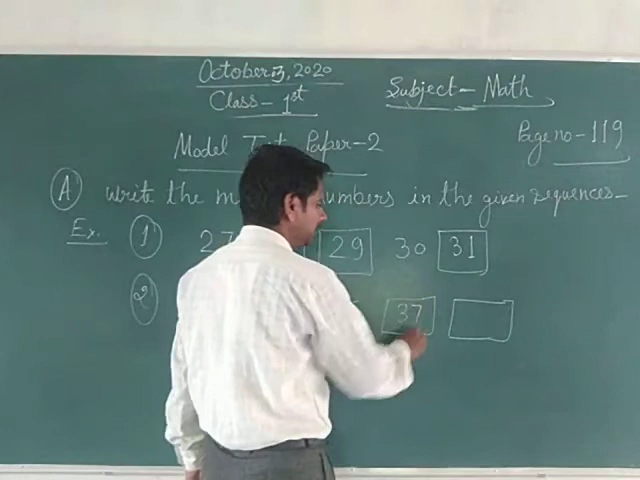 October 3, 2020
Class - 1st
Subject - Math
Model Paper - 2
Page no - 119
A Write the numbers in the given sequences -
Ex. 1 27 29 30 31
2 37